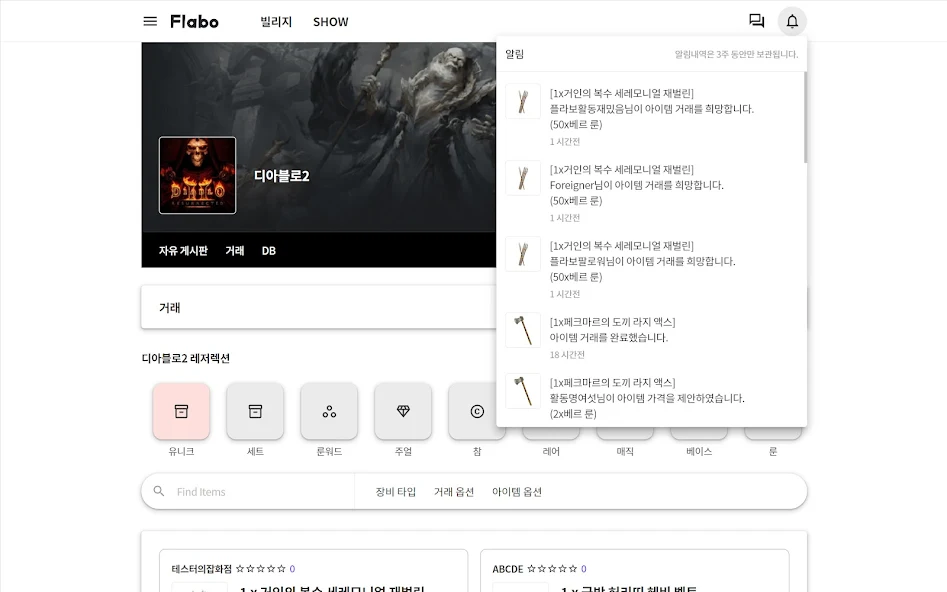 Flabo
빌리지 SHOW
알림
알림내역은 3주 동안만 보관됩니다.
[1x거인의 복수 세레모니얼 재벌린]
플라보활동재밌음님이 아이템 거래를 희망합니다.
(50x베르 룬)
1 시간전
[1x거인의 복수 세레모니얼 재벌린]
Foreigner님이 아이템 거래를 희망합니다.
(50x베르 룬)
1 시간전
[1x거인의 복수 세레모니얼 재벌린]
플라보팔로워님이 아이템 거래를 희망합니다.
(50x베르 룬)
1 시간전
[1x페크마르의 도끼 라지 액스]
아이템 거래를 완료했습니다.
18 시간전
[1x페크마르의 도끼 라지 액스]
활동명여섯님이 아이템 가격을 제안하였습니다.
(2x베르 룬)
DIABLO
II
디아블로2
자유 게시판 거래 DB
거래
디아블로2 레저렉션
유니크 세트 룬워드 주얼 참 레어 매직 베이스 룬
Find Items 장비 타입 거래 옵션 아이템 옵션
테스터의잡화점 ☆☆☆☆☆ 0
1 x 거인의 복수 세레모니얼 재벌린
ABCDE ☆☆☆☆☆ 0